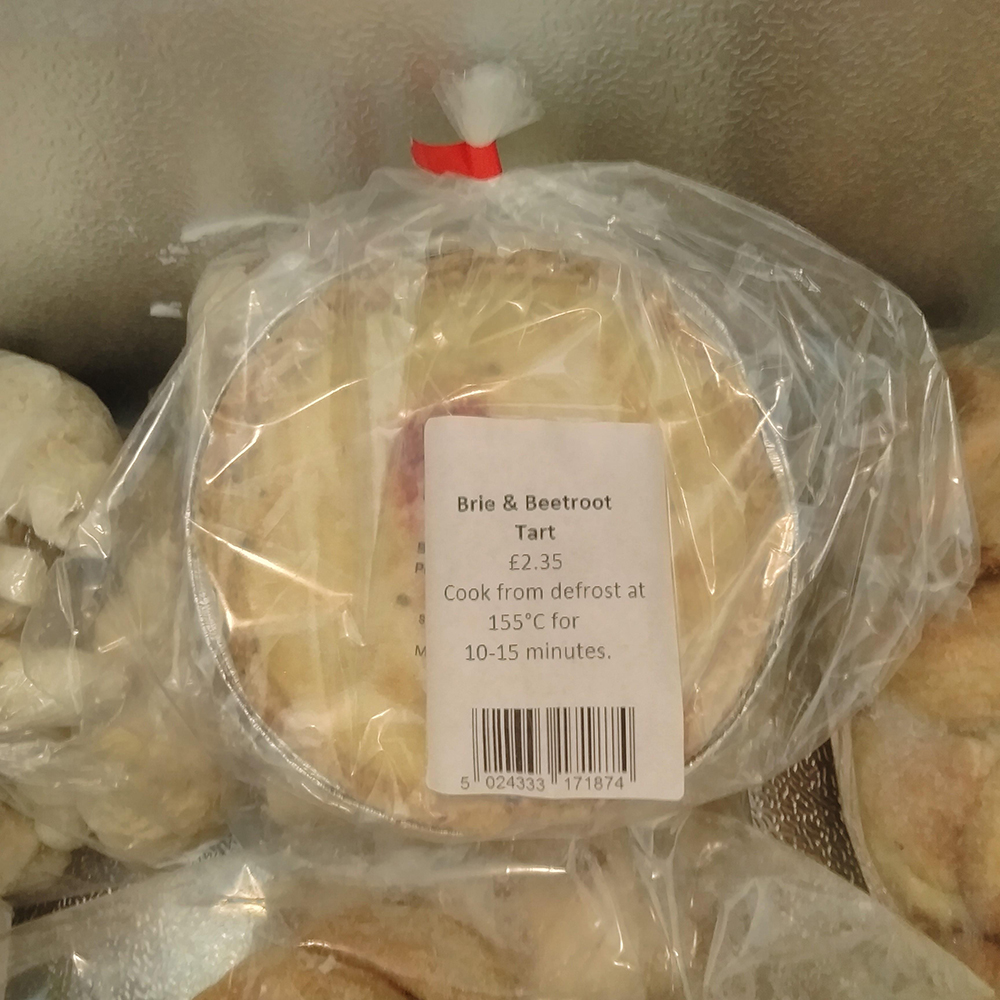 Brie & Beetroot
Tart
£2.35
Cook from defrost at
155°C for
10-15 minutes.
5 024333 171874